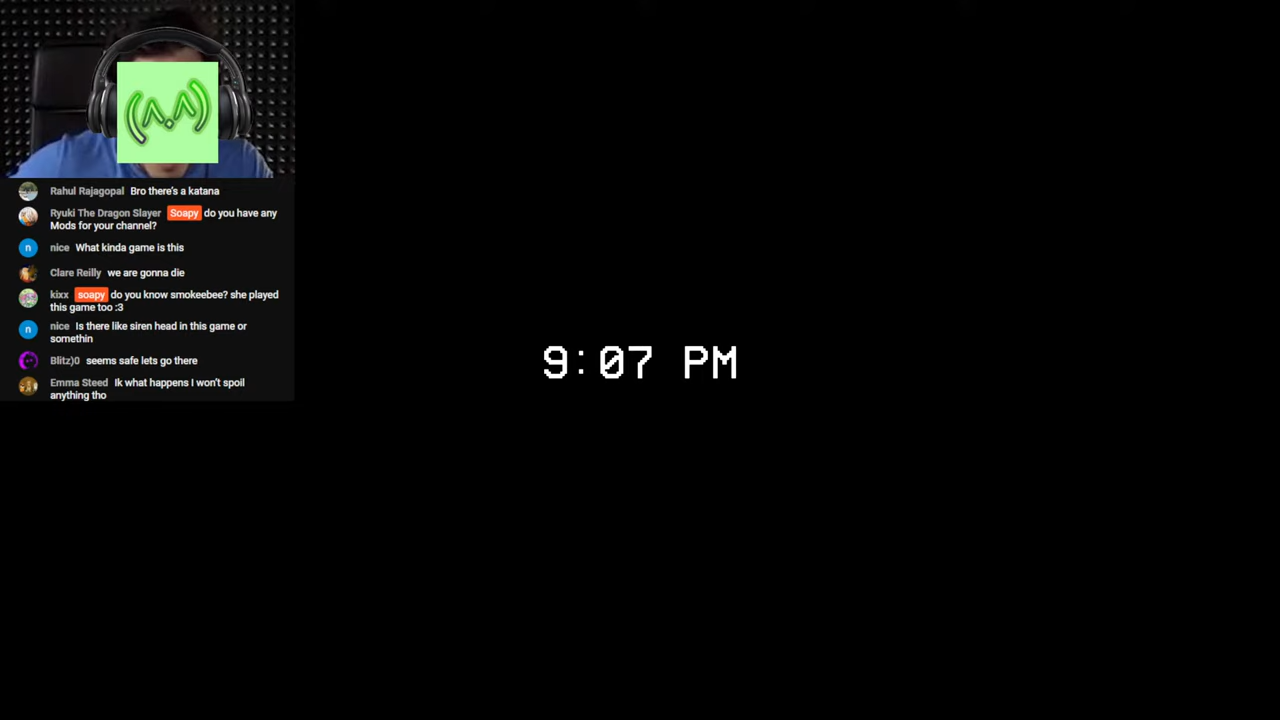 (^.^)
Rahul Rajagopal Bro there's a katana
Ryuki The Dragon Slayer Soapy do you have any
Mods for your channel?
nice What kinda game is this
Clare Reilly we are gonna die
kixx soapy do you know smokeebee? she played
this game too :3
n nice Is there like siren head in this game or
somethin
Blitz)0 seems safe lets go there
Emma Steed Ik what happens I won't spoil
anything tho
9:07 PM